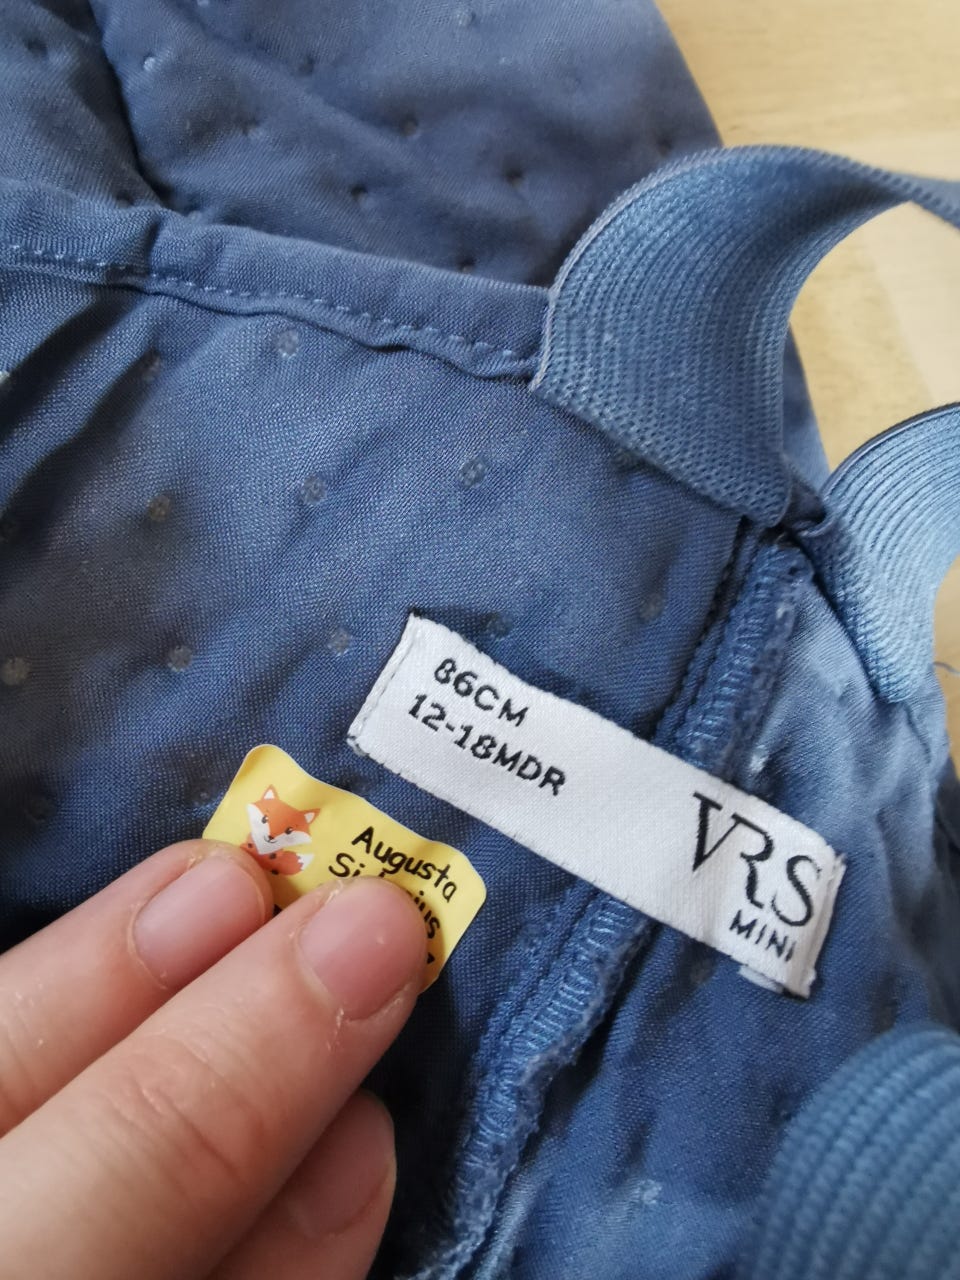 86CM
12-18MDR
VRS
MINI
Augusta